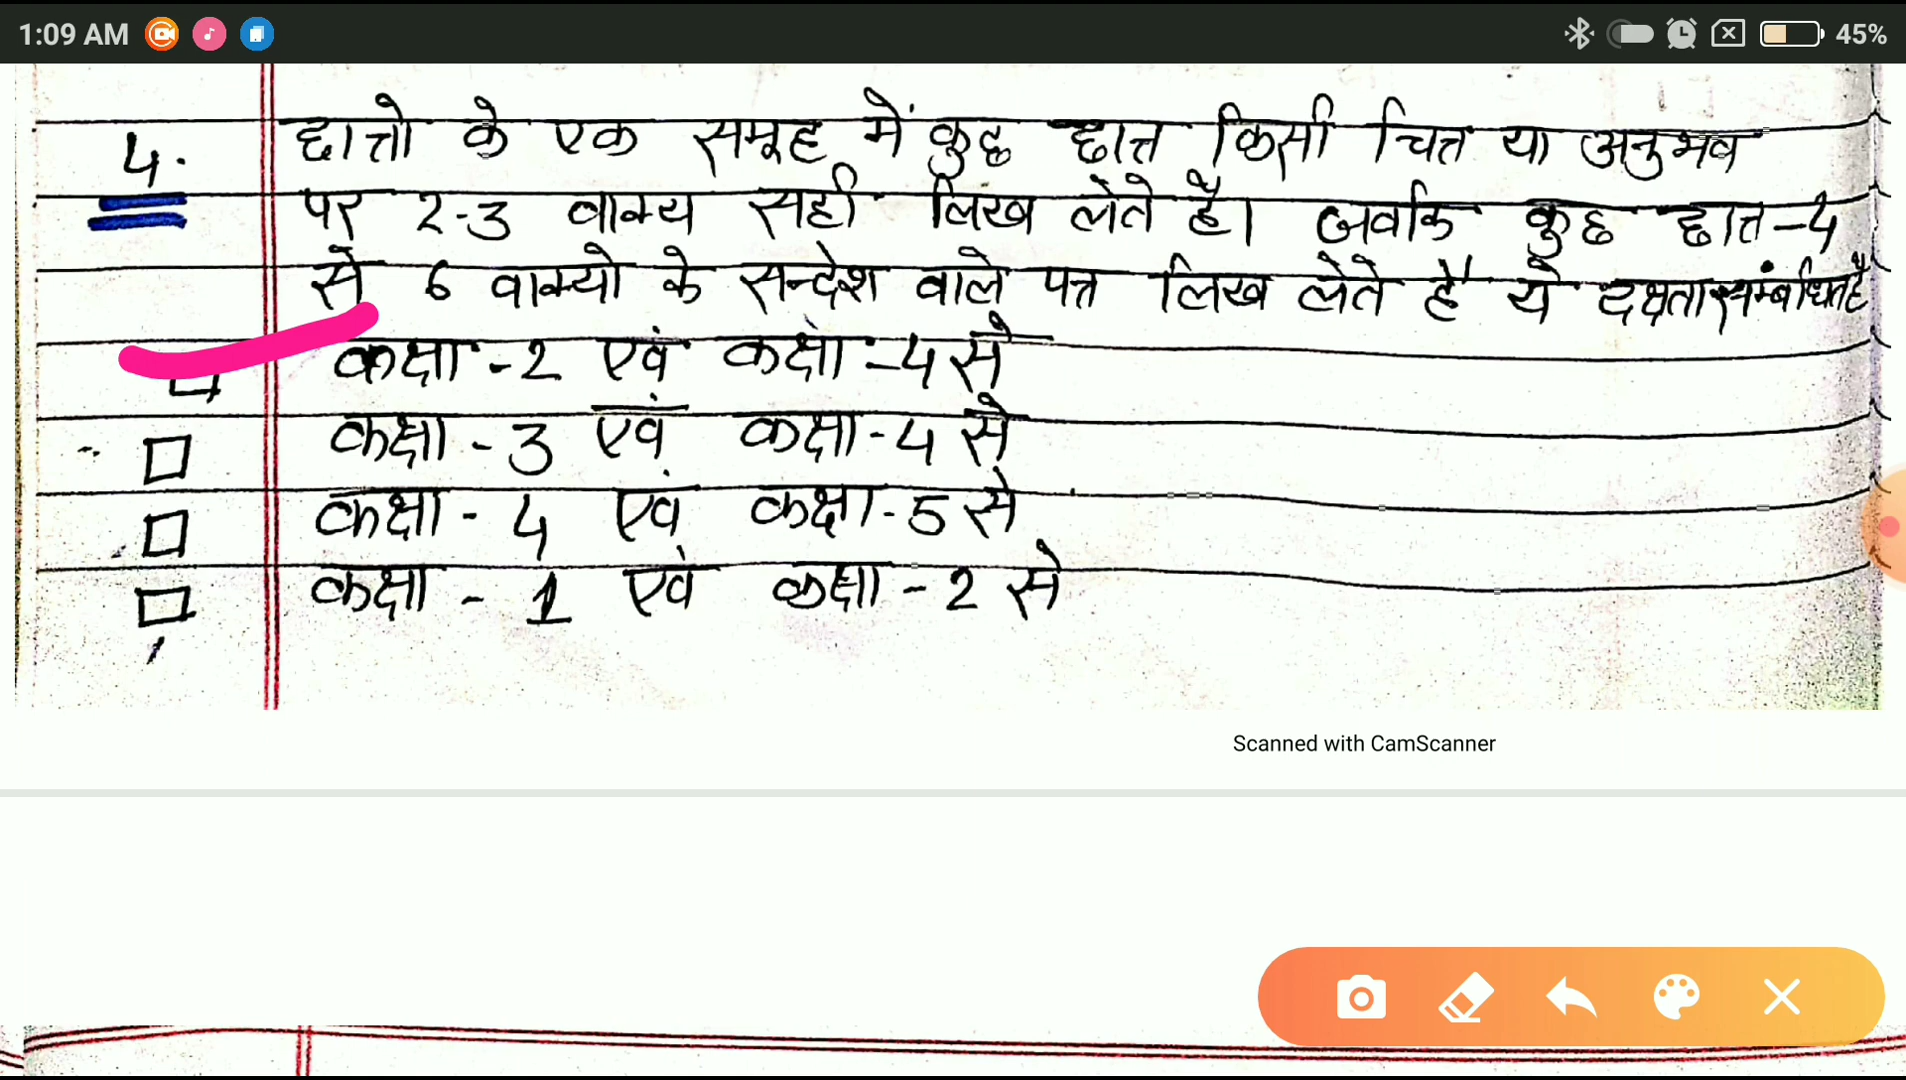 1:09 AM
45%
4. छात्तो के एक समूह में कुछ छात्त किसी चित्त या अनुभव
पर 2-3 वाक्य सही लिख लेते है। जबकि कुछ छात्त-4
से 6 वाक्यो के सन्देश वाले पत्त लिख लेते है ये दक्षता सम्बंधित है
कक्षा-2 एवं कक्षा-4 से
कक्षा-3 एवं कक्षा-4 से
कक्षा-4 एवं कक्षा-5 से
कक्षा-1 एवं कक्षा-2 से
Scanned with CamScanner